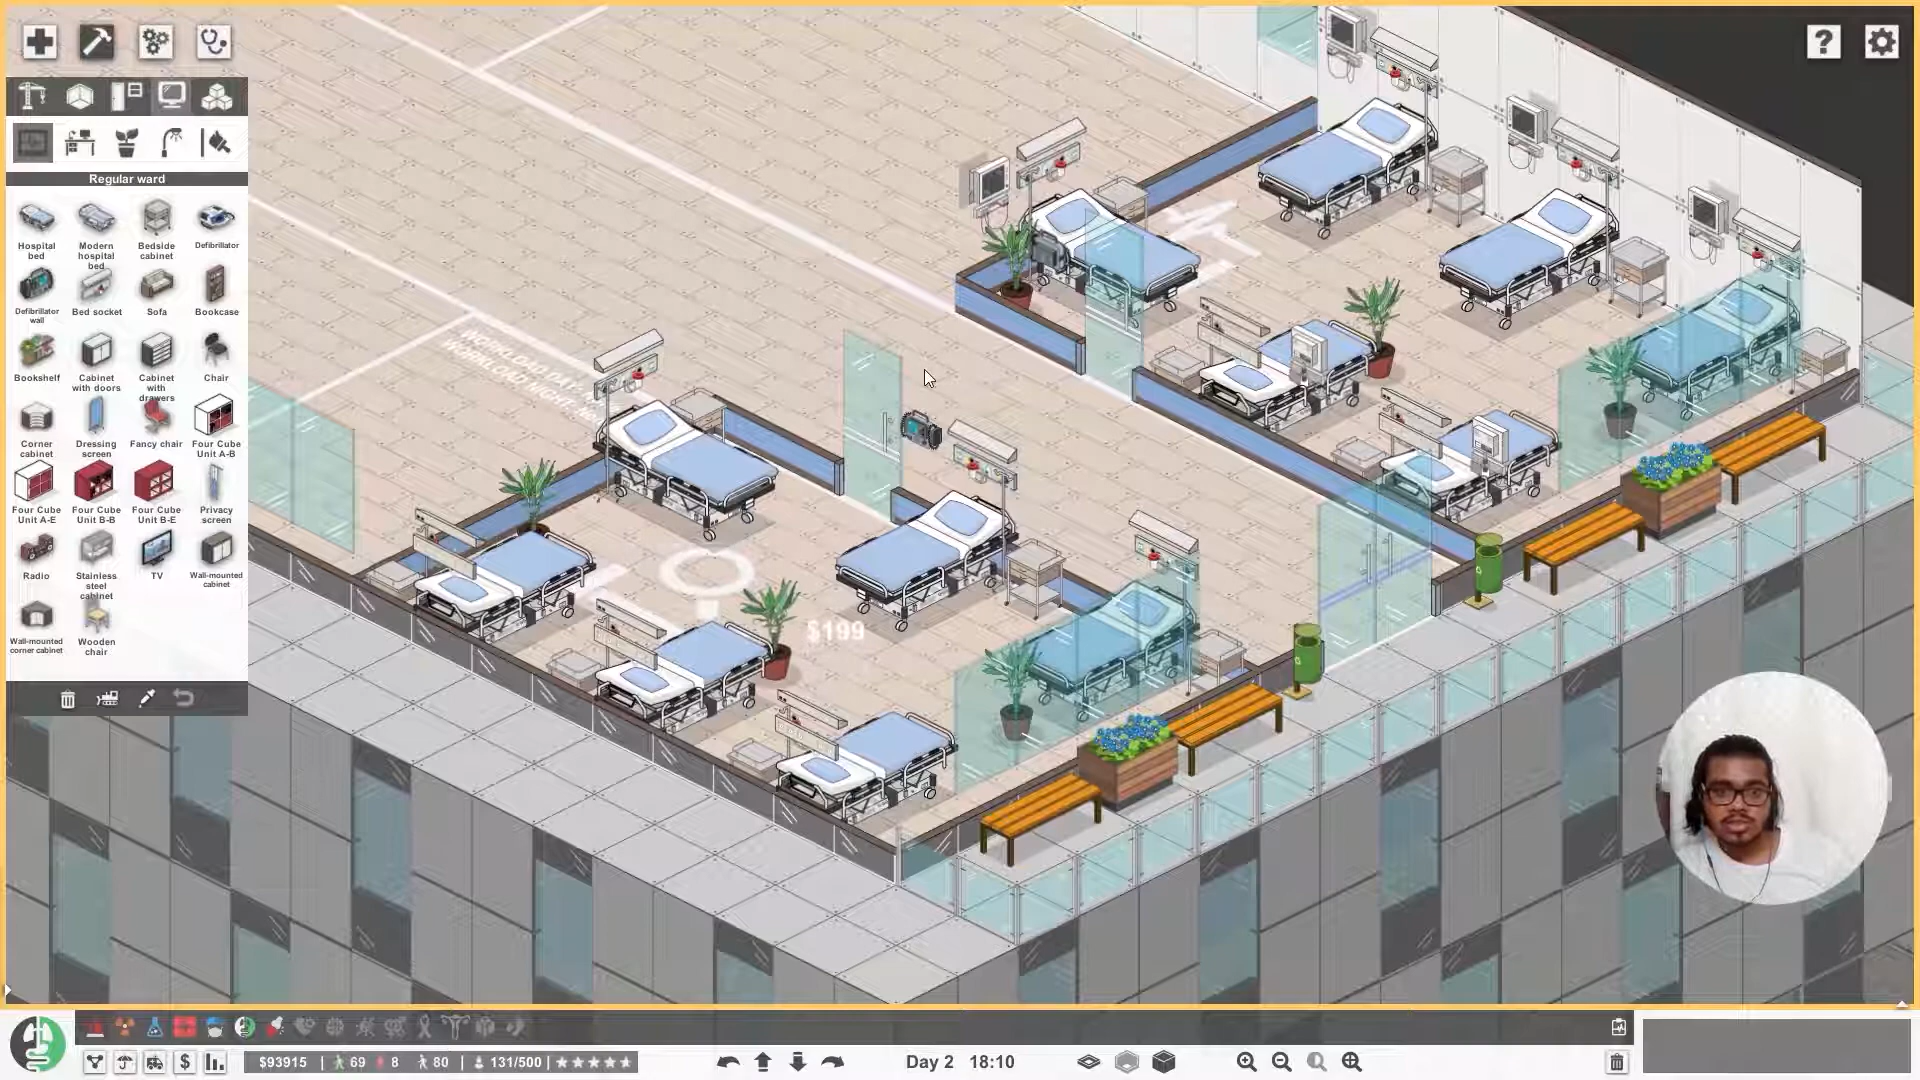 ?
Regular ward
Hospital bed
Modern hospital bed
Bedside cabinet
Defibrillator
Defibrillator wall
Bed socket
Sofa
Bookcase
Bookshelf
Cabinet with doors
Cabinet with drawers
Chair
Corner cabinet
Dressing screen
Fancy chair
Four Cube Unit A-B
Four Cube Unit A-E
Four Cube Unit B-B
Four Cube Unit B-E
Privacy screen
Radio
Stainless steel cabinet
TV
Wall-mounted cabinet
Wall-mounted corner cabinet
Wooden chair
$199
$
$93915 | 69 8 | 80 | 131/500 |
Day 2 18:10